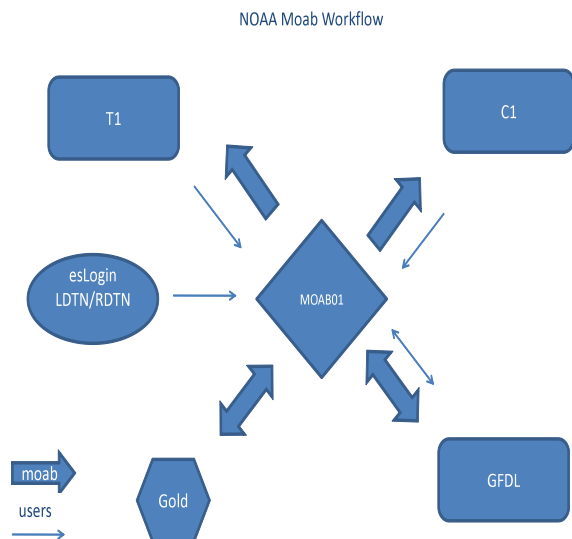 NOAA Moab Workflow
T1
C1
esLogin
LDTN/RDTN
MOAB01
moab
users
Gold
GFDL